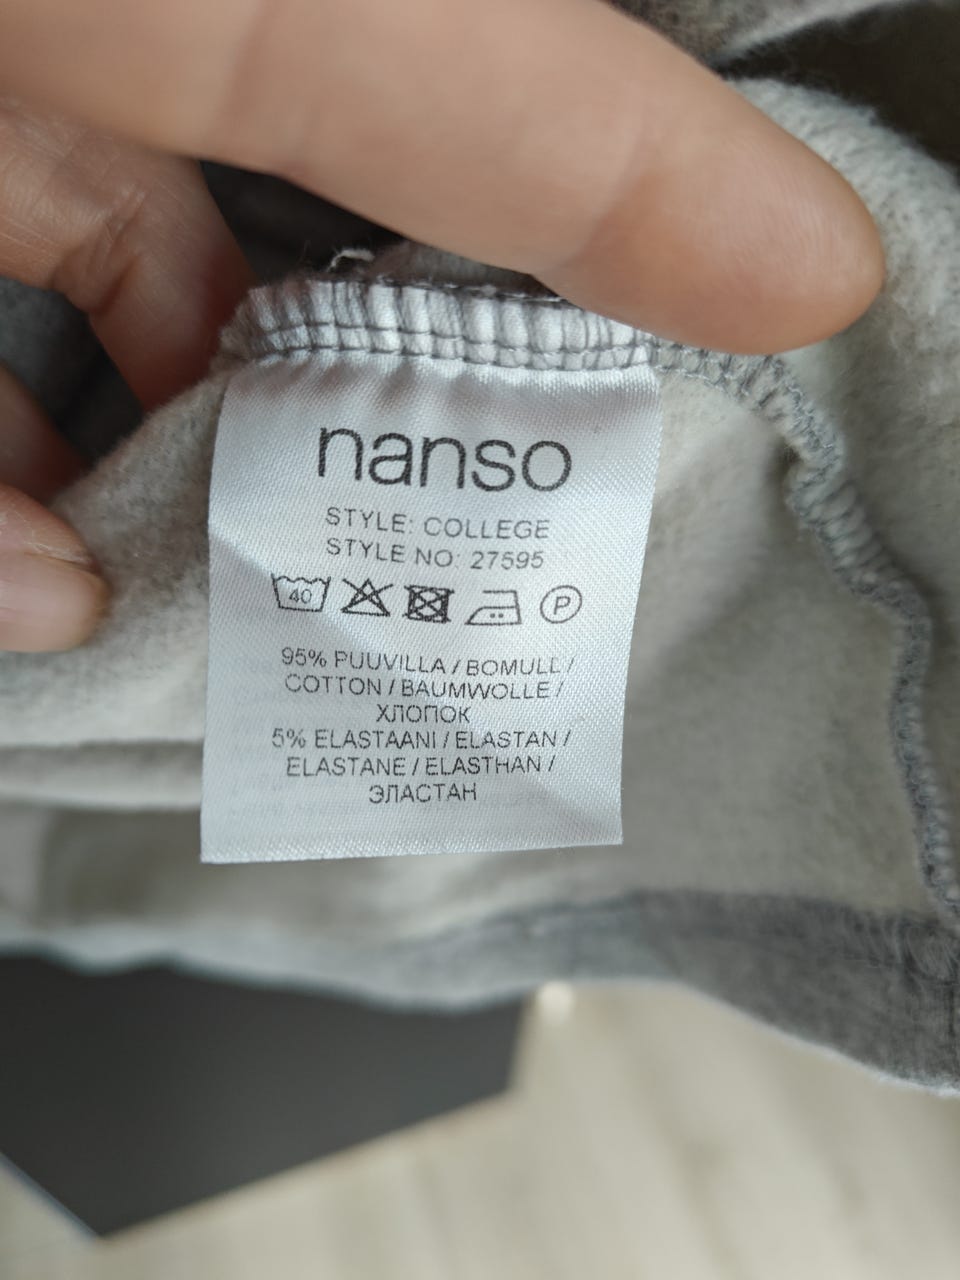 nanso
STYLE: COLLEGE
STYLE NO: 27595
40 P
95% PUUVILLA / BOMULL /
COTTON / BAUMWOLLE /
ХЛОПОК
5% ELASTAANI / ELASTAN /
ELASTANE / ELASTHAN /
ЭЛАСТАН